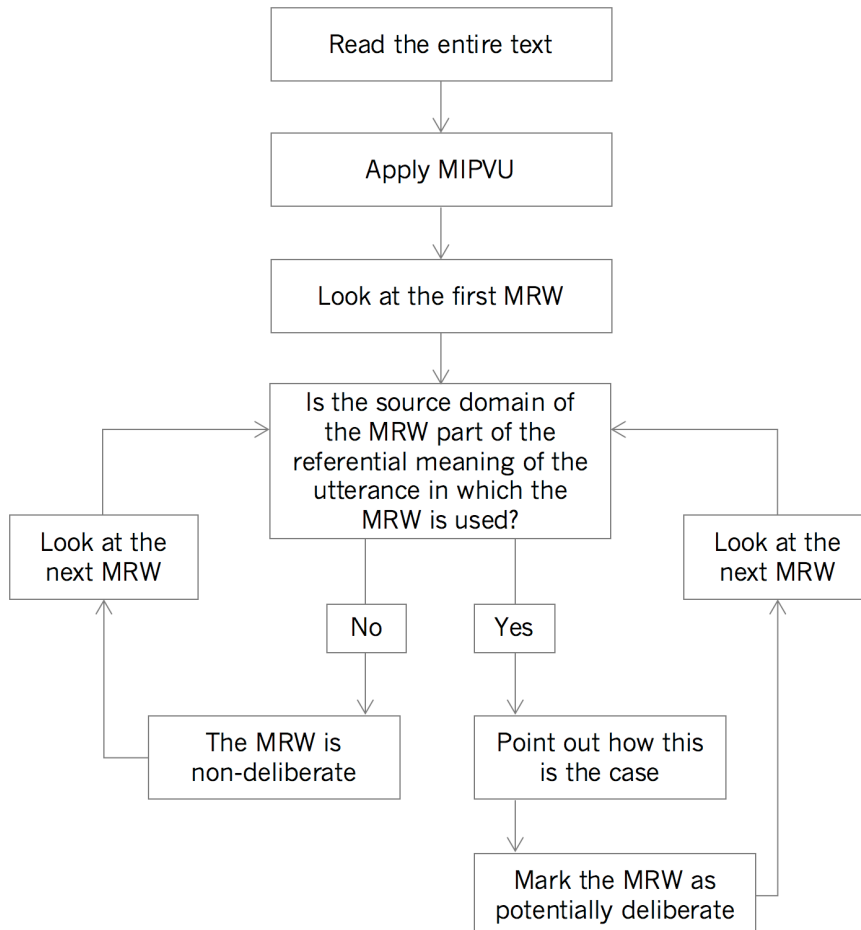 Read the entire text
Apply MIPVU
Look at the first MRW
Is the source domain of
the MRW part of the
referential meaning of the
utterance in which the
MRW is used?
Look at the
next MRW
Look at the
next MRW
No
Yes
The MRW is
non-deliberate
Point out how this
is the case
Mark the MRW as
potentially deliberate